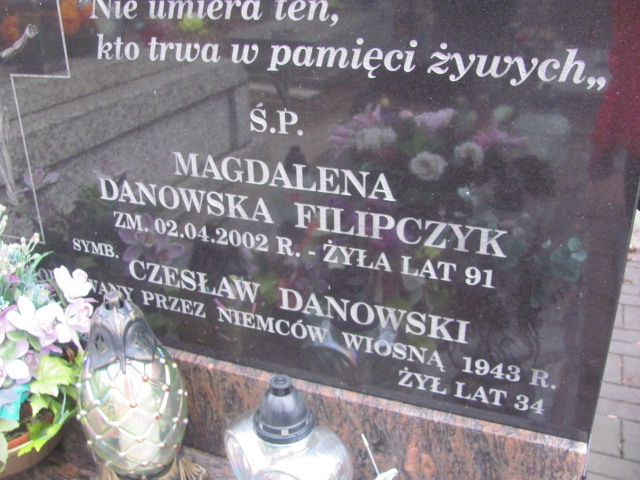 "Nie umiera ten,
kto trwa w pamięci żywych„
Ś.P.
MAGDALENA
DANOWSKA FILIPCZYK
ZM. 02.04.2002 R. - ŻYŁA LAT 91
SYMB.
CZESŁAW DANOWSKI
PRZEZ NIEMCÓW WIOSNĄ 1943 R.
ŻYŁ LAT 34